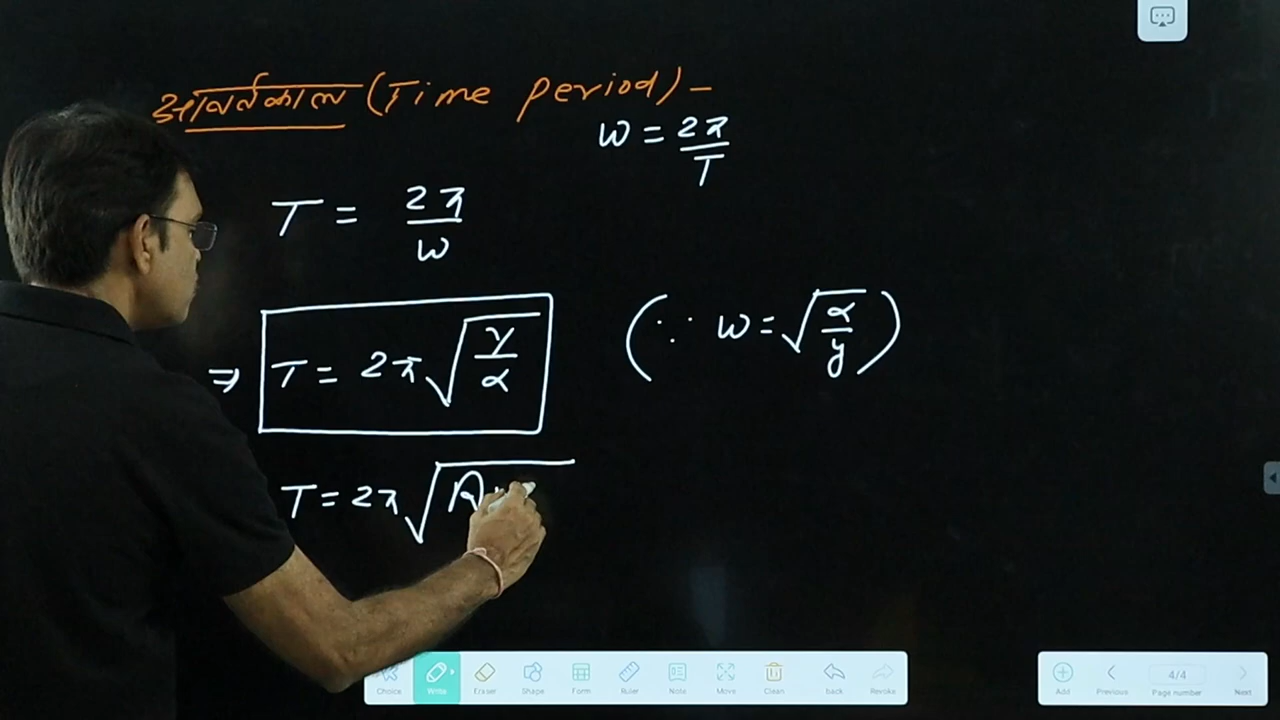 आवर्तकाल (Time period) -
w = 2π/T
T = 2π/w
⇒ T = 2π√(y/α) (∵ w = √(α/y))
T = 2π√
Choice Write Eraser Shape Form Ruler Note Move Clean back Revoke
Add Previous 4/4 Page number Next